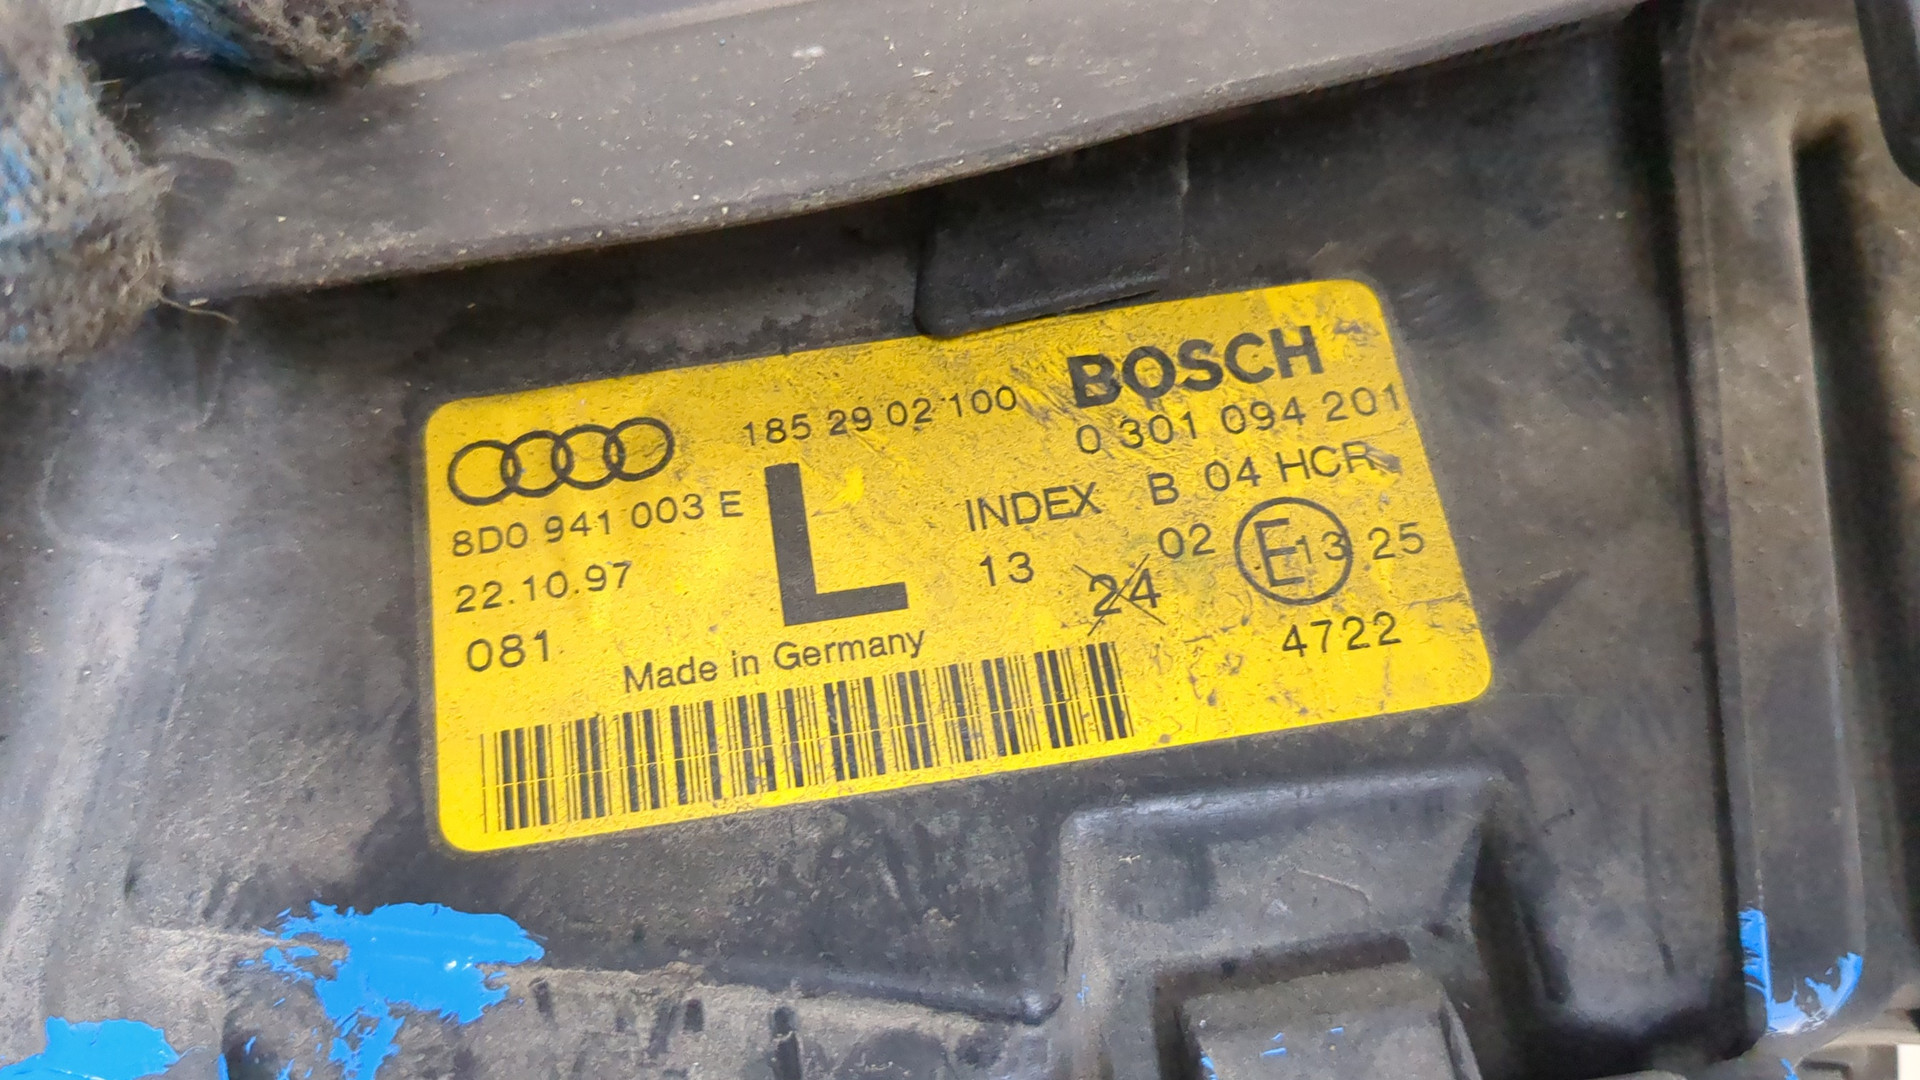 185 29 02 100
BOSCH
0 301 094 201
8D0 941 003 E
L
INDEX B 04 HCR
22.10.97
13 24 02 E13 25
081
Made in Germany
4722